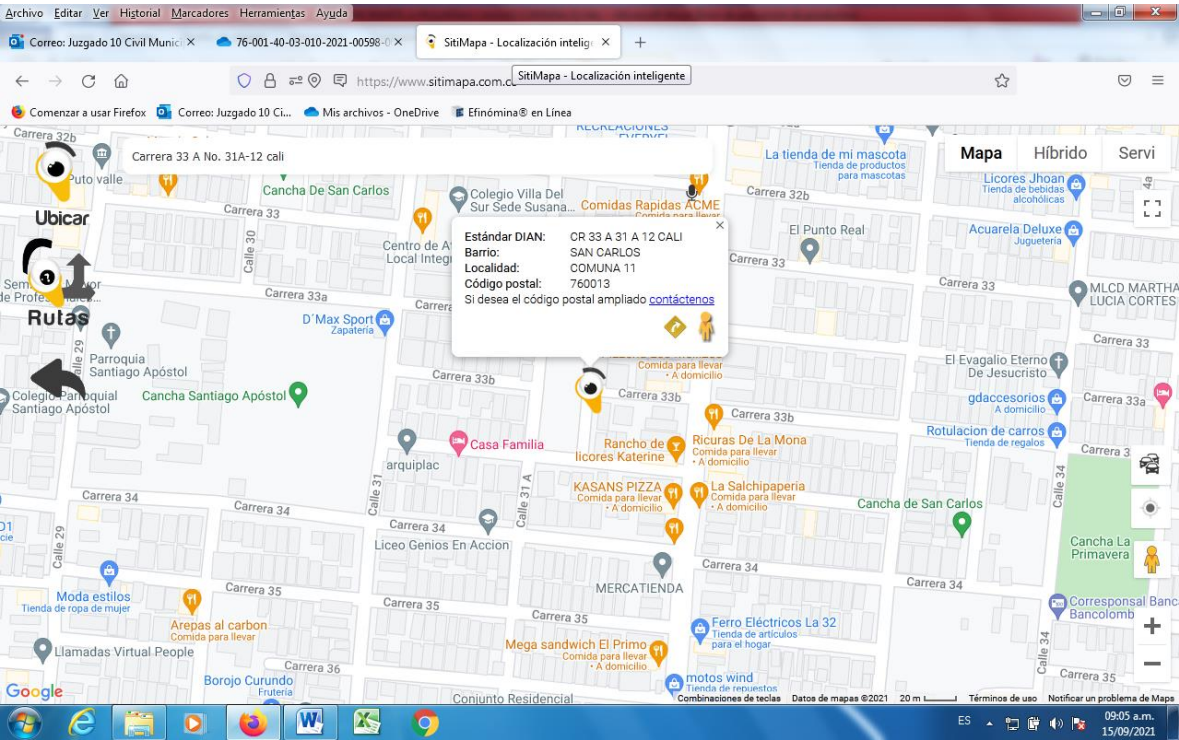 Archivo Editar Ver Historial Marcadores Herramientas Ayuda
Correo: Juzgado 10 Civil Munici
76-001-40-03-010-2021-00598-0
SitiMapa - Localización intelig
https://www.sitimapa.com.co
SitiMapa - Localización inteligente
Comenzar a usar Firefox
Correo: Juzgado 10 Ci...
Mis archivos - OneDrive
Efinómina® en Línea
Carrera 32b
RECREACIONES
Carrera 33 A No. 31A-12 cali
La tienda de mi mascota
Tienda de productos
para mascotas
Mapa Híbrido Servi
Puto valle
Cancha De San Carlos
Colegio Villa Del
Sur Sede Susana...
Comidas Rapidas ACME
Comida para llevar
Carrera 32b
Licores Jhoan
Tienda de bebidas
alcohólicas
4a
Ubicar
Carrera 33
Calle 30
Centro de A
Local Integ
Estándar DIAN: CR 33 A 31 A 12 CALI
Barrio: SAN CARLOS
Localidad: COMUNA 11
Código postal: 760013
Si desea el código postal ampliado contáctenos
El Punto Real
Acuarela Deluxe
Juguetería
Carrera 33
Carrera 33
MLCD MARTHA
LUCIA CORTES
Rutas
Carrera 33a
Carrera
D´Max Sport
Zapatería
Carrera 33
Calle 29
Parroquia
Santiago Apóstol
Comida para llevar
• A domicilio
El Evagalio Eterno
De Jesucristo
Carrera 33b
Carrera 33b
Colegio Parroquial
Santiago Apóstol
Cancha Santiago Apóstol
gdaccesorios
A domicilio
Carrera 33a
Carrera 33b
Casa Familia
Rancho de
licores Katerine
Ricuras De La Mona
Comida para llevar
• A domicilio
Rotulacion de carros
Tienda de regalos
Carrera 3
arquiplac
Calle 31
Calle 31 A
KASANS PIZZA
Comida para llevar
• A domicilio
La Salchipaperia
Comida para llevar
• A domicilio
Cancha de San Carlos
Calle 34
Carrera 34
Carrera 34
Carrera 34
Liceo Genios En Accion
D1
Calle 29
Cancha La
Primavera
MERCATIENDA
Carrera 34
Carrera 34
Moda estilos
Tienda de ropa de mujer
Carrera 35
Carrera 35
Carrera 35
Corresponsal Banc
Bancolomb
Arepas al carbon
Comida para llevar
Ferro Eléctricos La 32
Tienda de artículos
para el hogar
Llamadas Virtual People
Mega sandwich El Primo
Comida para llevar
• A domicilio
Calle 34
Carrera 36
Borojo Curundo
Frutería
motos wind
Tienda de repuestos
Carrera 35
Google
Conjunto Residencial
Combinaciones de teclas Datos de mapas ©2021 20 m Términos de uso Notificar un problema de Maps
ES
09:05 a.m.
15/09/2021